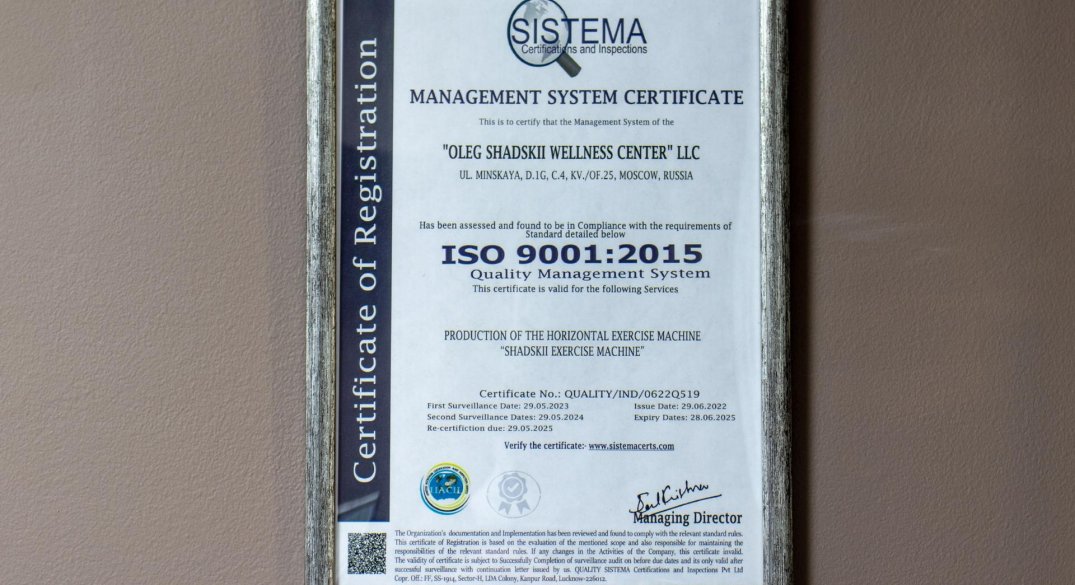 SISTEMA
Certifications and Inspections
Certificate of Registration
MANAGEMENT SYSTEM CERTIFICATE
This is to certify that the Management System of the
"OLEG SHADSKII WELLNESS CENTER" LLC
UL. MINSKAYA, D.1G, C.4, KV./OF.25, MOSCOW, RUSSIA
Has been assessed and found to be in Compliance with the requirements of
Standard detailed below
ISO 9001:2015
Quality Management System
This certificate is valid for the following Services
PRODUCTION OF THE HORIZONTAL EXERCISE MACHINE
“SHADSKII EXERCISE MACHINE”
Certificate No.: QUALITY/IND/0622Q519
First Surveillance Date: 29.05.2023 Issue Date: 29.06.2022
Second Surveillance Dates: 29.05.2024 Expiry Dates: 28.06.2025
Re-certifiction due: 29.05.2025
Verify the certificate:- www.sistemacerts.com
Managing Director
The Organization's documentation and Implementation has been reviewed and found to comply with the relevant standard rules.
This certificate of Registration is based on the evaluation of the mentioned scope and also responsible for maintaining the
responsibilities of the relevant standard rules. If any changes in the Activities of the Company, this certificate invalid.
The validity of certificate is subject to Successfully Completion of surveillance audit on before due dates and its only valid after
successful surveillance with continuation letter issued by us. QUALITY SISTEMA Certifications and Inspections Pvt Ltd
Copr. Off.: FF, SS-1914, Sector-H, LDA Colony, Kanpur Road, Lucknow-226012.